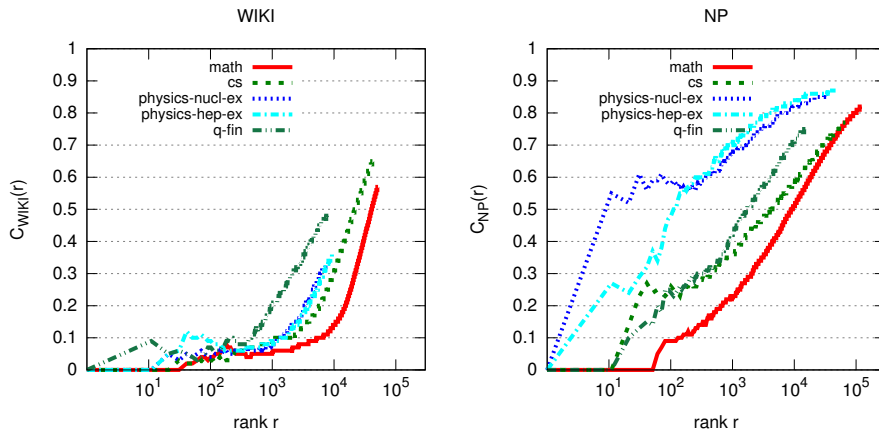 WIKI
C_WIKI(r)
1
0.9
0.8
0.7
0.6
0.5
0.4
0.3
0.2
0.1
0
math
cs
physics-nucl-ex
physics-hep-ex
q-fin
10^1 10^2 10^3 10^4 10^5
rank r
NP
C_NP(r)
1
0.9
0.8
0.7
0.6
0.5
0.4
0.3
0.2
0.1
0
math
cs
physics-nucl-ex
physics-hep-ex
q-fin
10^1 10^2 10^3 10^4 10^5
rank r